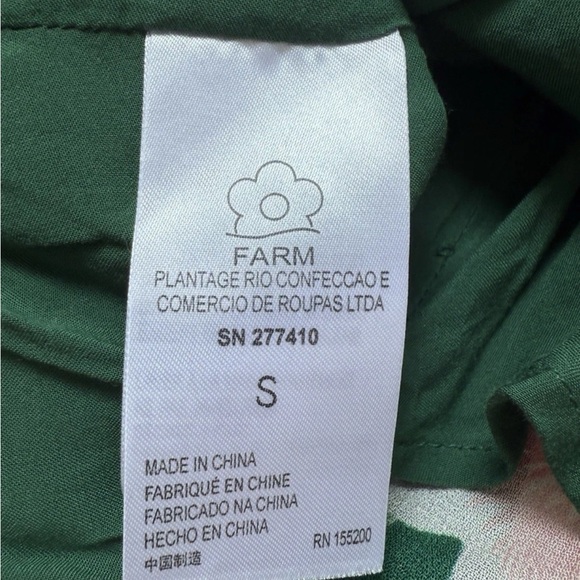 FARM
PLANTAGE RIO CONFECCAO E
COMERCIO DE ROUPAS LTDA
SN 277410
S
MADE IN CHINA
FABRIQUÉ EN CHINE
FABRICADO NA CHINA
HECHO EN CHINA
中国制造
RN 155200